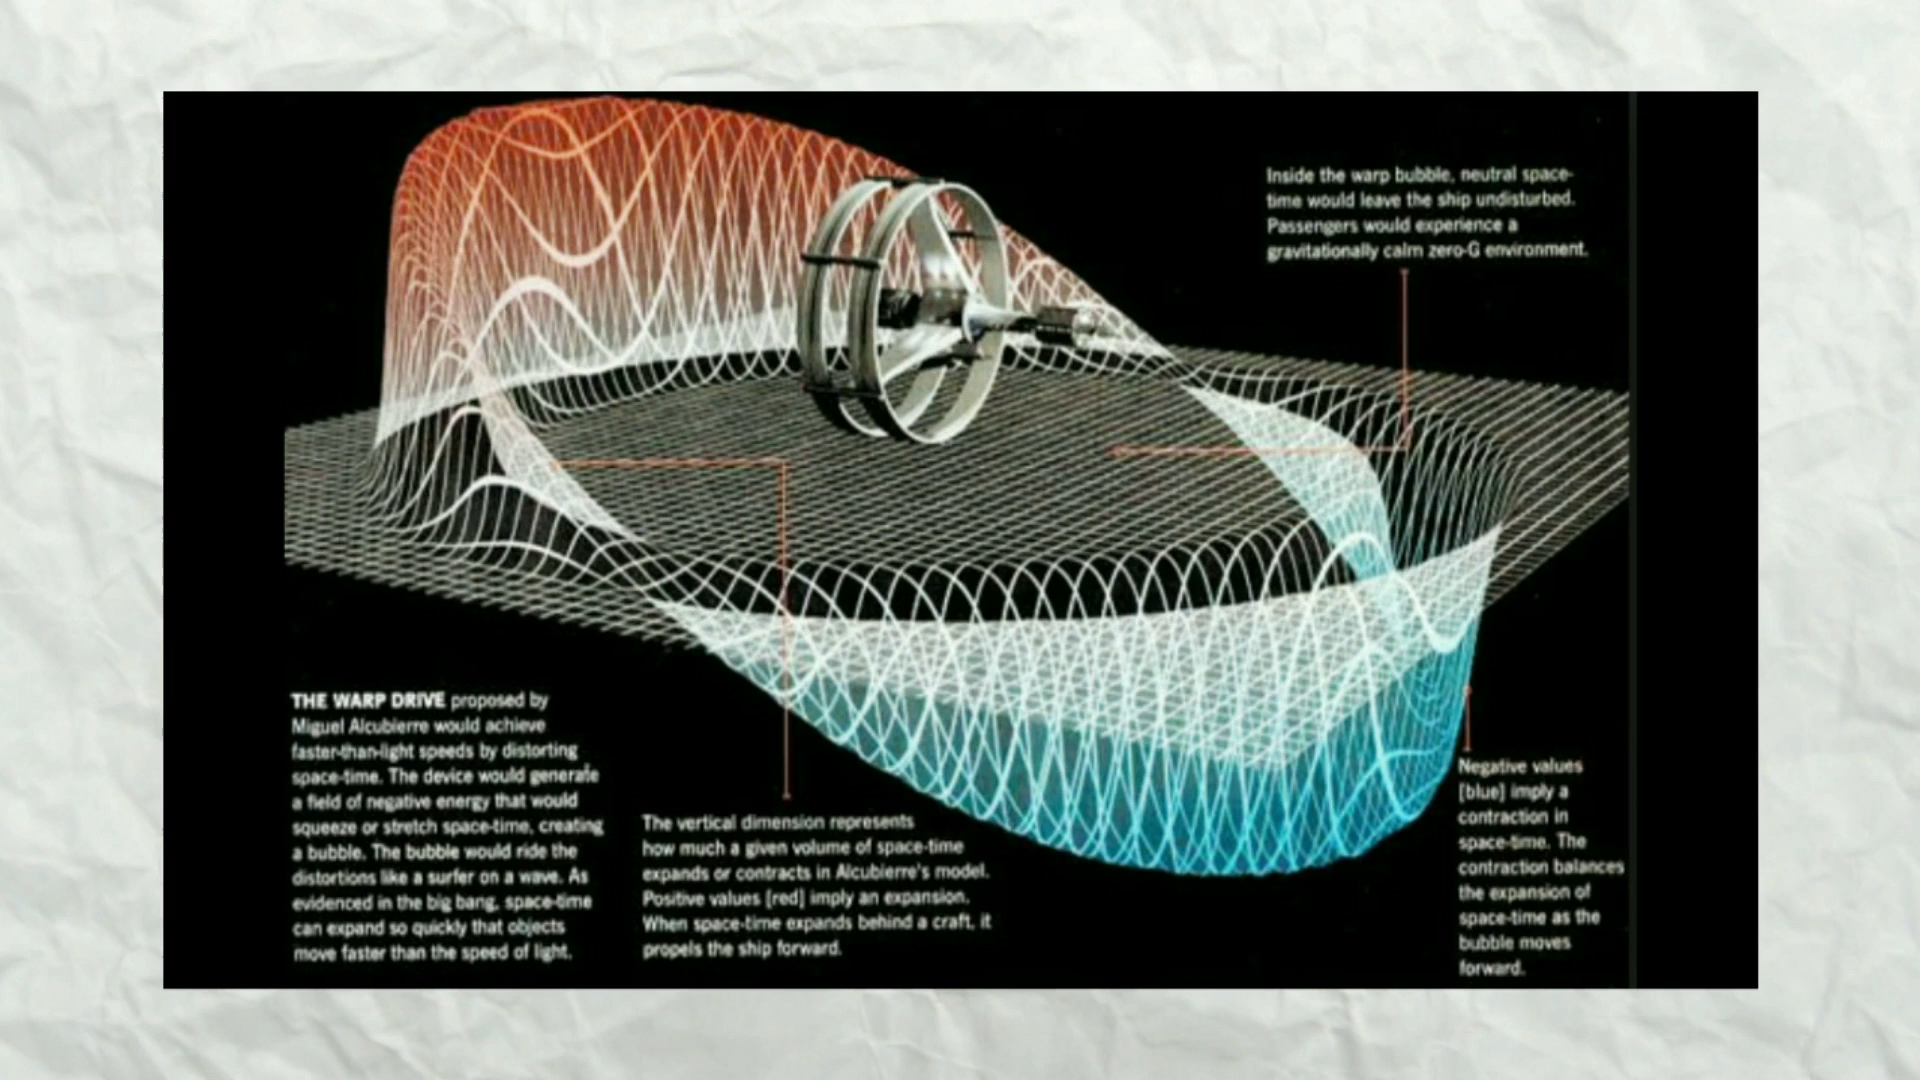 Inside the warp bubble, neutral space-
time would leave the ship undisturbed.
Passengers would experience a
gravitationally calm zero-G environment.
THE WARP DRIVE proposed by
Miguel Alcubierre would achieve
faster-than-light speeds by distorting
space-time. The device would generate
a field of negative energy that would
squeeze or stretch space-time, creating
a bubble. The bubble would ride the
distortions like a surfer on a wave. As
evidenced in the big bang, space-time
can expand so quickly that objects
move faster than the speed of light.
The vertical dimension represents
how much a given volume of space-time
expands or contracts in Alcubierre's model.
Positive values [red] imply an expansion.
When space-time expands behind a craft, it
propels the ship forward.
Negative values
[blue] imply a
contraction in
space-time. The
contraction balances
the expansion of
space-time as the
bubble moves
forward.